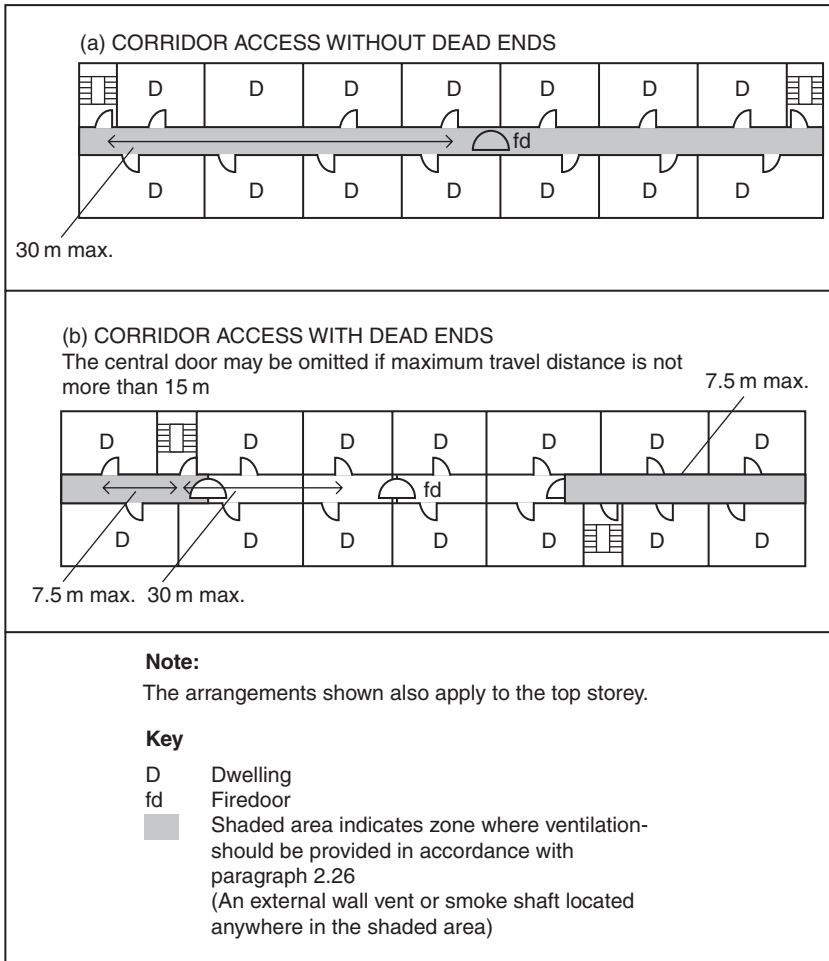 (a) CORRIDOR ACCESS WITHOUT DEAD ENDS
D D D D D D
fd
D D D D D D D
30 m max.
(b) CORRIDOR ACCESS WITH DEAD ENDS
The central door may be omitted if maximum travel distance is not
more than 15 m
7.5 m max.
D D D D D D D
fd
D D D D D D D
7.5 m max. 30 m max.
Note:
The arrangements shown also apply to the top storey.
Key
D Dwelling
fd Firedoor
Shaded area indicates zone where ventilation-
should be provided in accordance with
paragraph 2.26
(An external wall vent or smoke shaft located
anywhere in the shaded area)